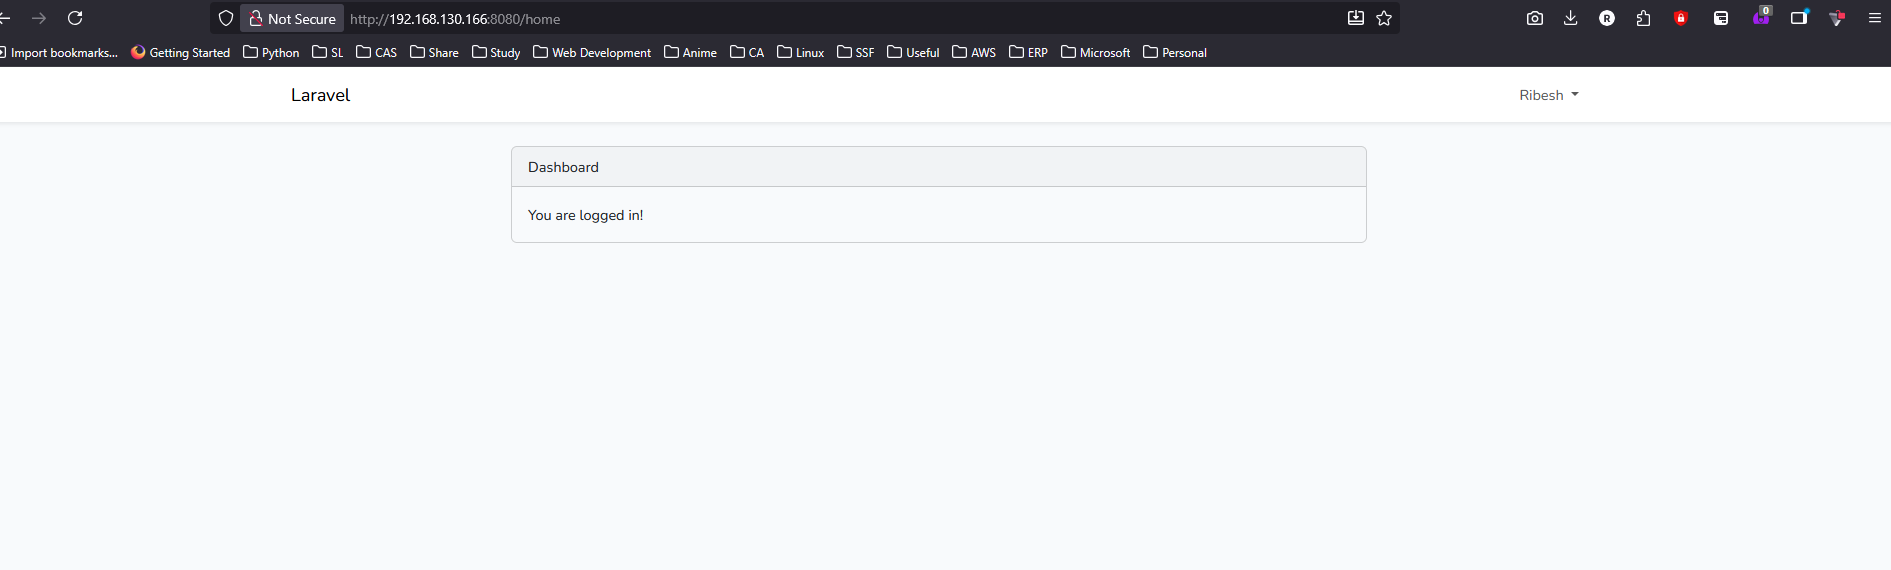 Not Secure http://192.168.130.166:8080/home R 0
Import bookmarks... Getting Started Python SL CAS Share Study Web Development Anime CA Linux SSF Useful AWS ERP Microsoft Personal
Laravel Ribesh
Dashboard
You are logged in!